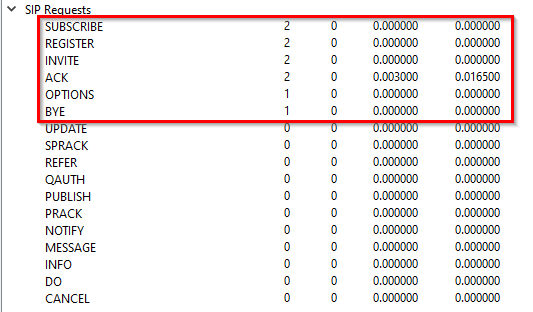 SIP Requests
SUBSCRIBE 2 0 0.000000 0.000000
REGISTER 2 0 0.000000 0.000000
INVITE 2 0 0.000000 0.000000
ACK 2 0 0.003000 0.016500
OPTIONS 1 0 0.000000 0.000000
BYE 1 0 0.000000 0.000000
UPDATE 0 0 0.000000 0.000000
SPRACK 0 0 0.000000 0.000000
REFER 0 0 0.000000 0.000000
QAUTH 0 0 0.000000 0.000000
PUBLISH 0 0 0.000000 0.000000
PRACK 0 0 0.000000 0.000000
NOTIFY 0 0 0.000000 0.000000
MESSAGE 0 0 0.000000 0.000000
INFO 0 0 0.000000 0.000000
DO 0 0 0.000000 0.000000
CANCEL 0 0 0.000000 0.000000